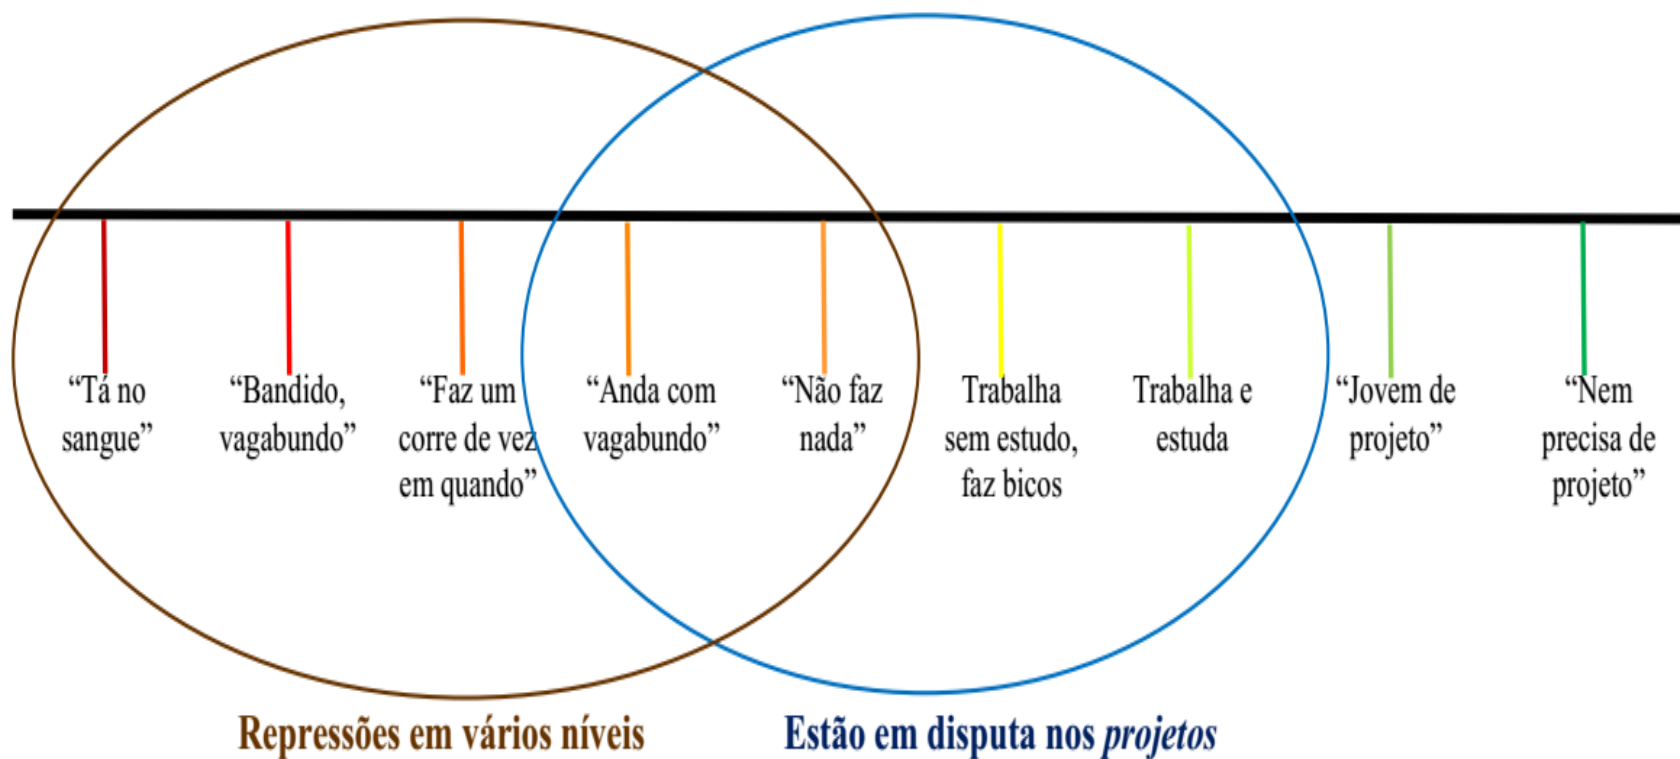 “Tá no
sangue”
“Bandido,
vagabundo”
“Faz um
corre de vez
em quando”
“Anda com
vagabundo”
“Não faz
nada”
Trabalha
sem estudo,
faz bicos
Trabalha e
estuda
“Jovem de
projeto”
“Nem
precisa de
projeto”
Repressões em vários níveis
Estão em disputa nos projetos